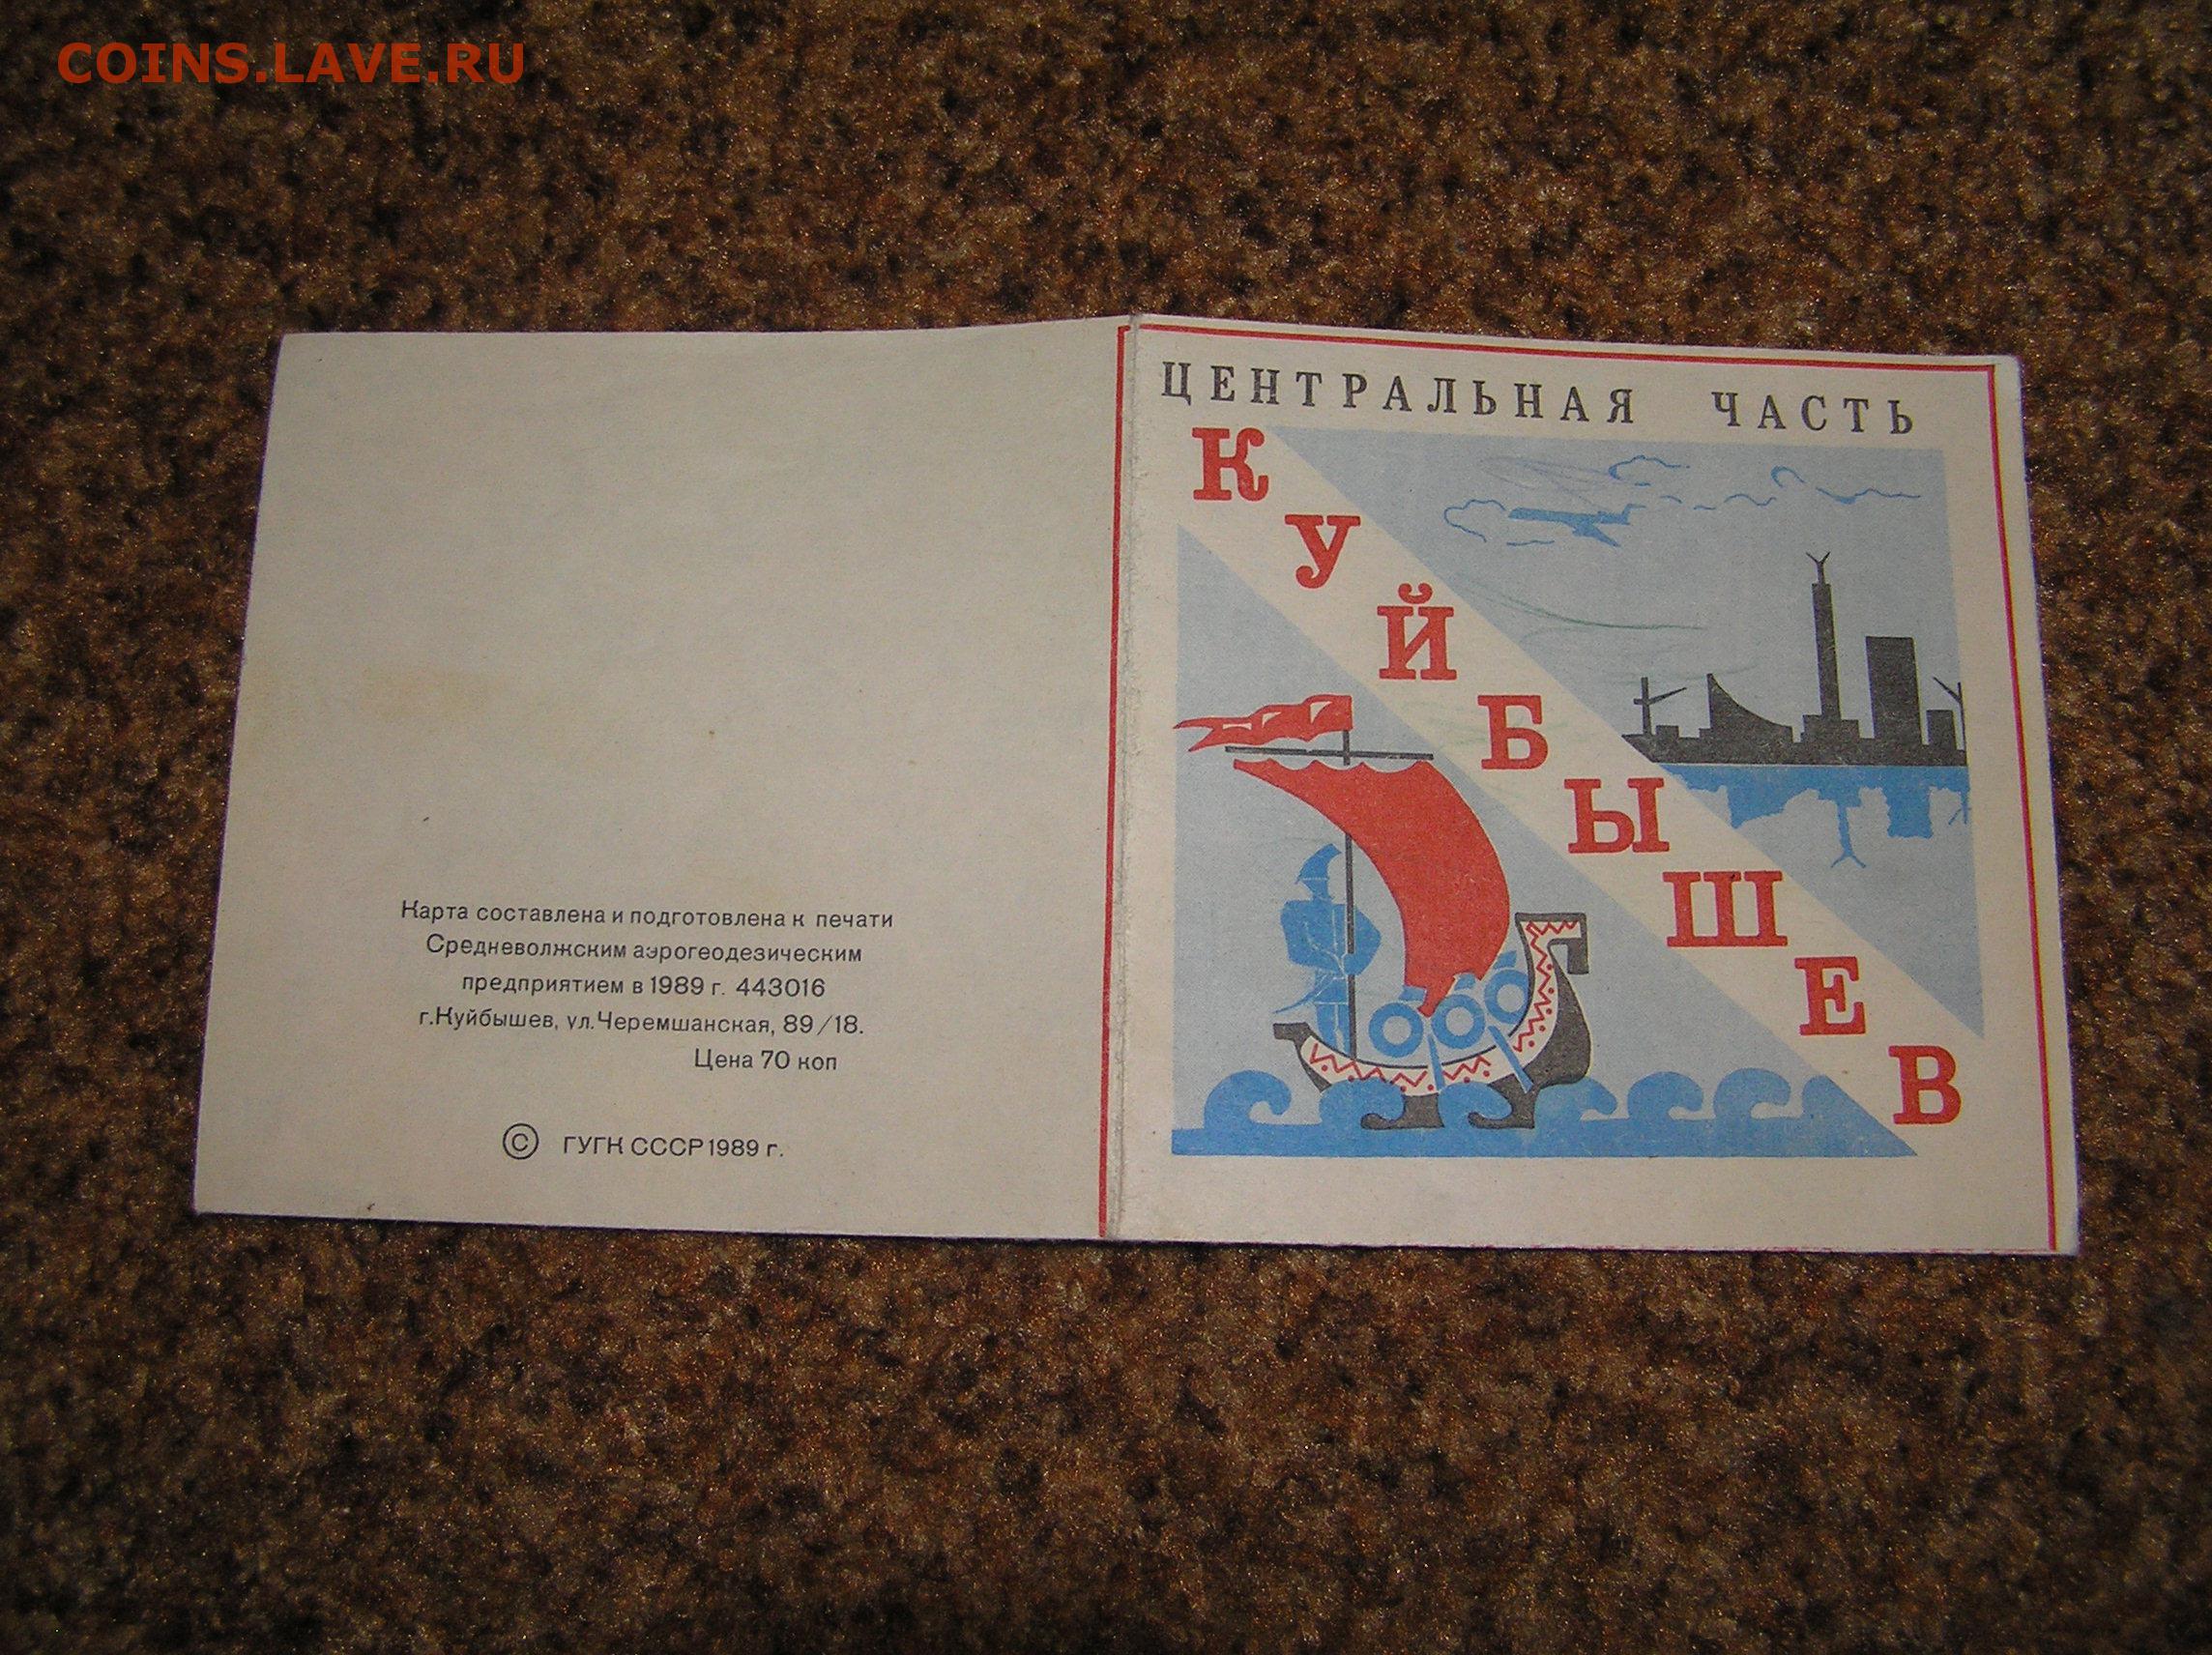 COINS.LAVE.RU
Карта составлена и подготовлена к печати
Средневолжским аэрогеодезическим
предприятием в 1989 г. 443016
г.Куйбышев, ул.Черемшанская, 89/18.
Цена 70 коп
© ГУГК СССР 1989 г.
ЦЕНТРАЛЬНАЯ ЧАСТЬ
КУЙБЫШЕВ